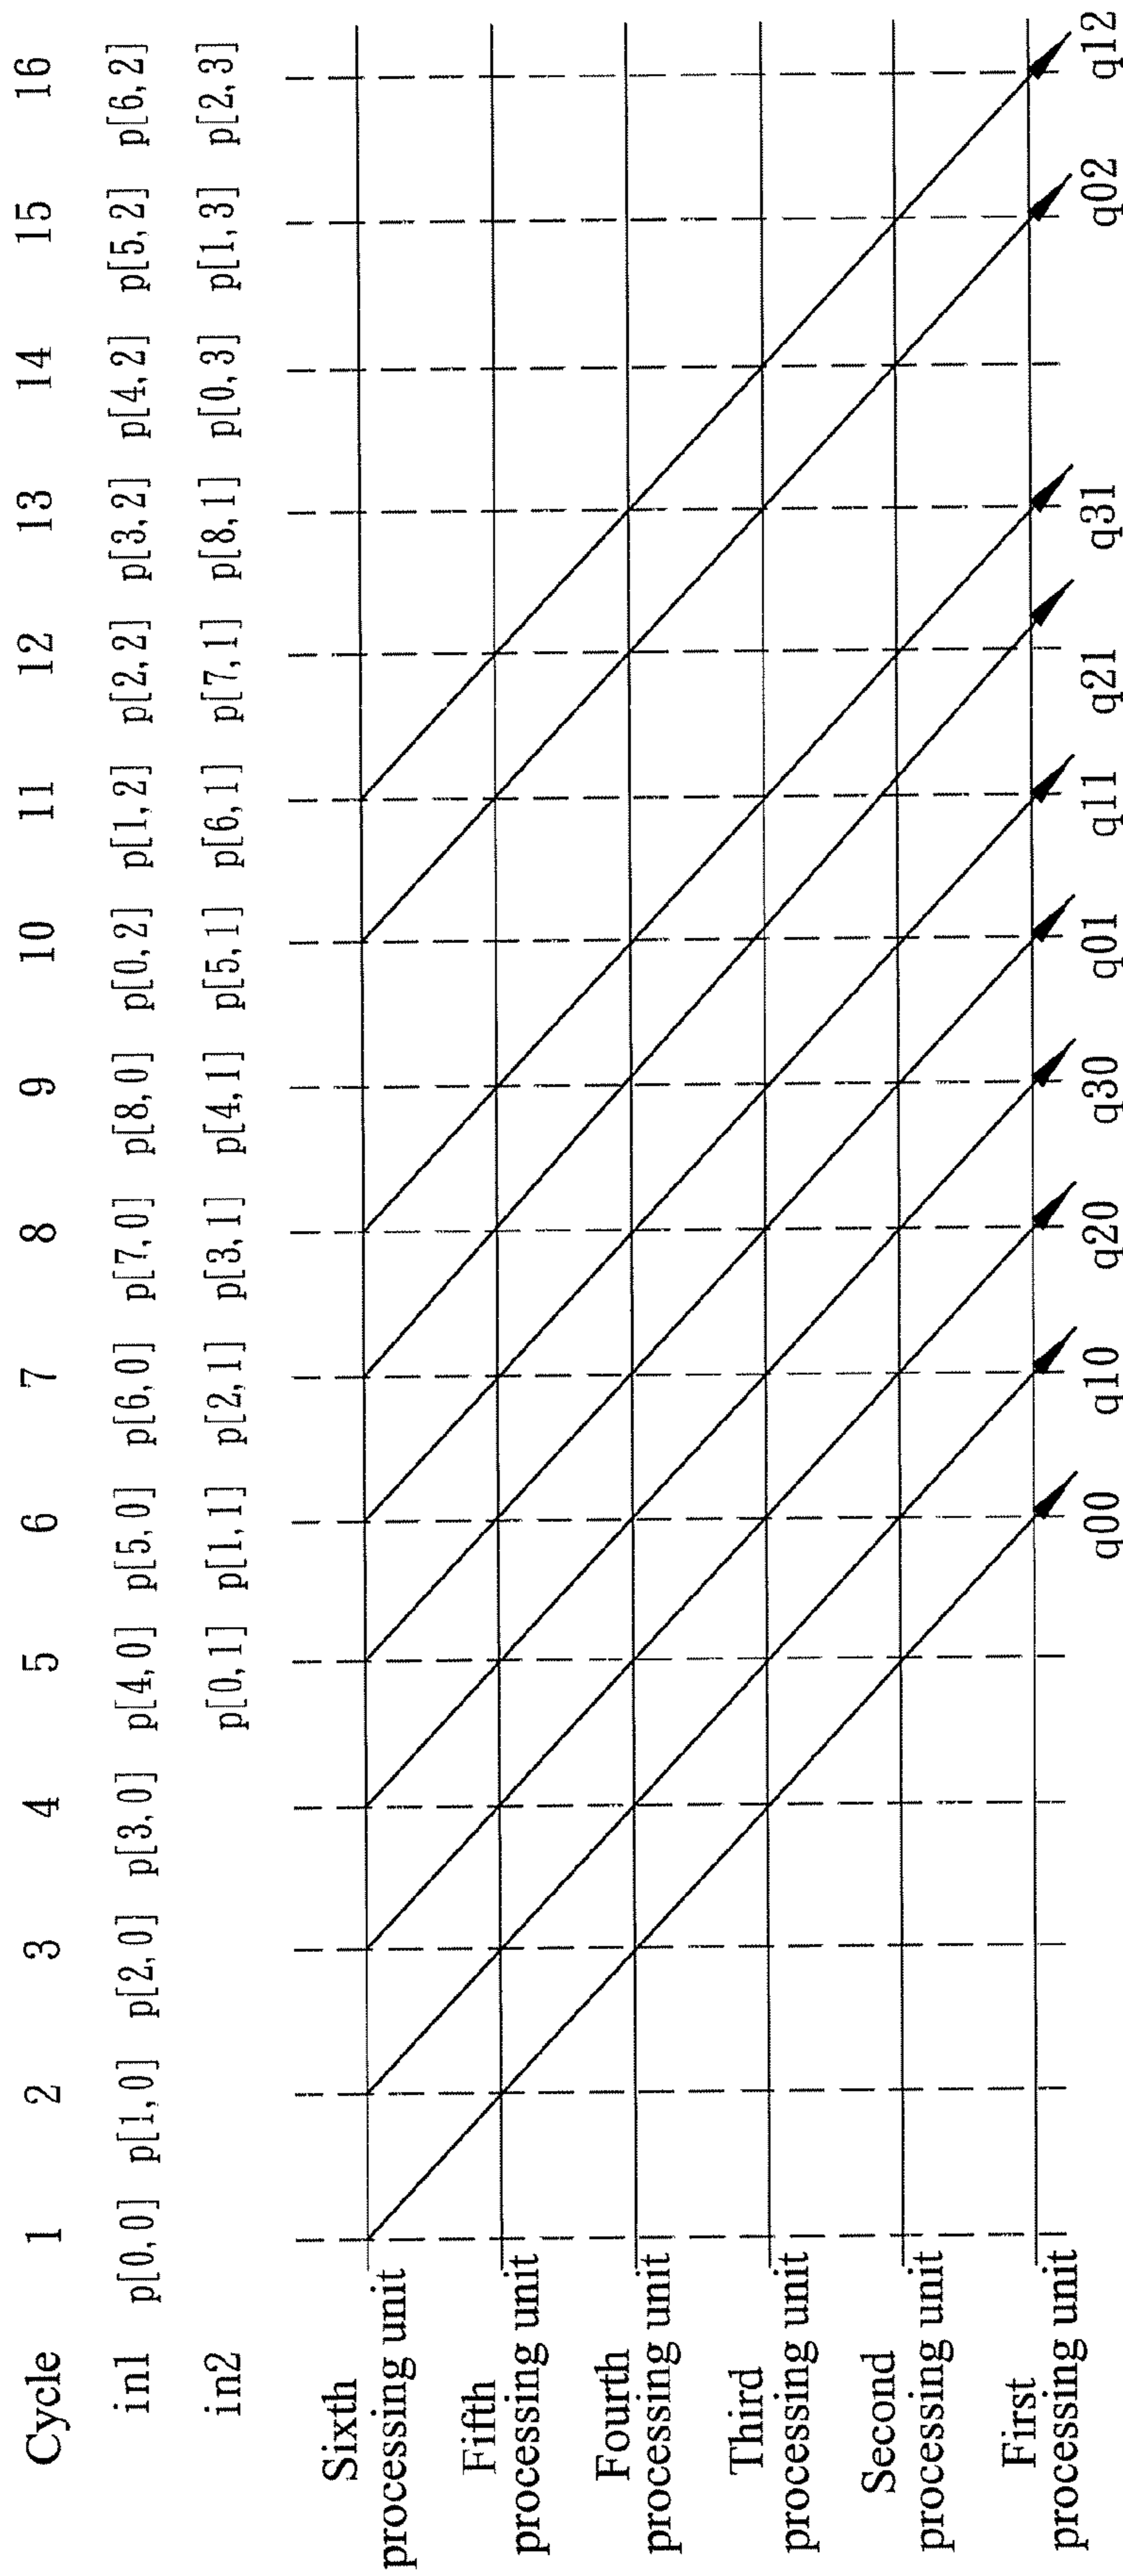 Cycle 1 2 3 4 5 6 7 8 9 10 11 12 13 14 15 16
in1 p[0,0] p[1,0] p[2,0] p[3,0] p[4,0] p[5,0] p[6,0] p[7,0] p[8,0] p[0,2] p[1,2] p[2,2] p[3,2] p[4,2] p[5,2] p[6,2]
in2 p[0,1] p[1,1] p[2,1] p[3,1] p[4,1] p[5,1] p[6,1] p[7,1] p[8,1] p[0,3] p[1,3] p[2,3]
Sixth
processing unit
Fifth
processing unit
Fourth
processing unit
Third
processing unit
Second
processing unit
First
processing unit
q00 q10 q20 q30 q01 q11 q21 q31 q02 q12